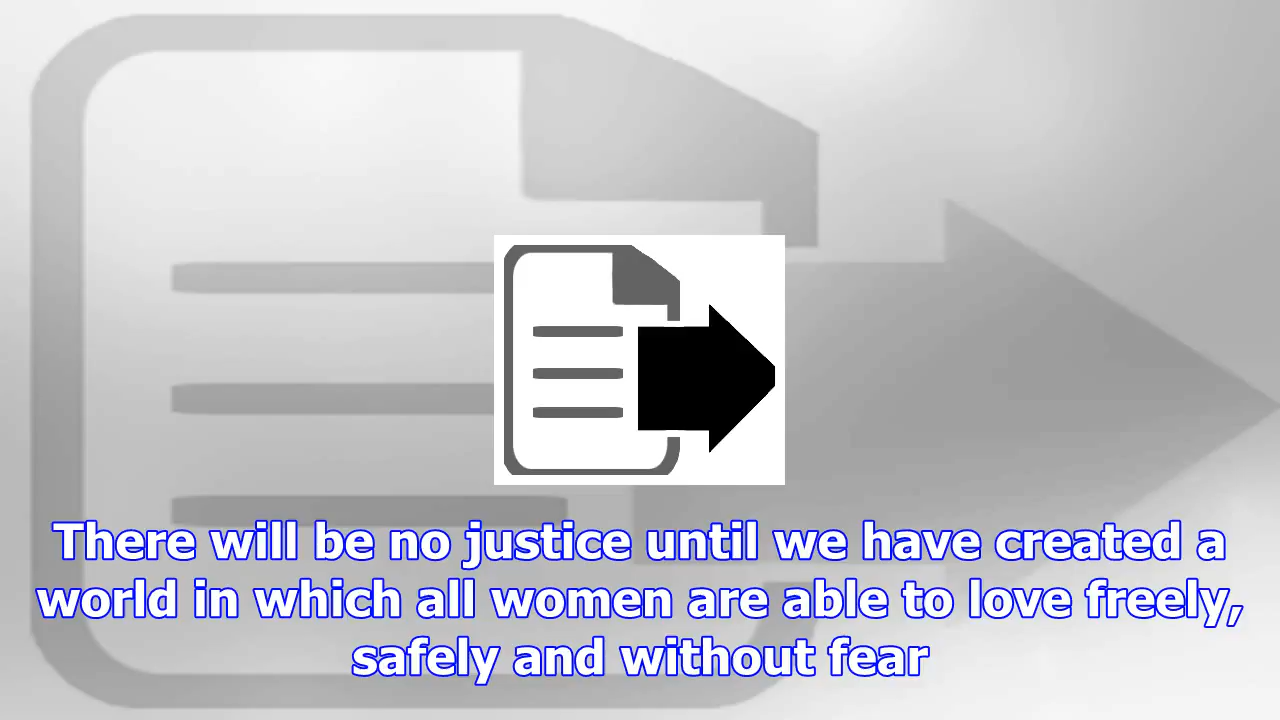 There will be no justice until we have created a
world in which all women are able to love freely,
safely and without fear